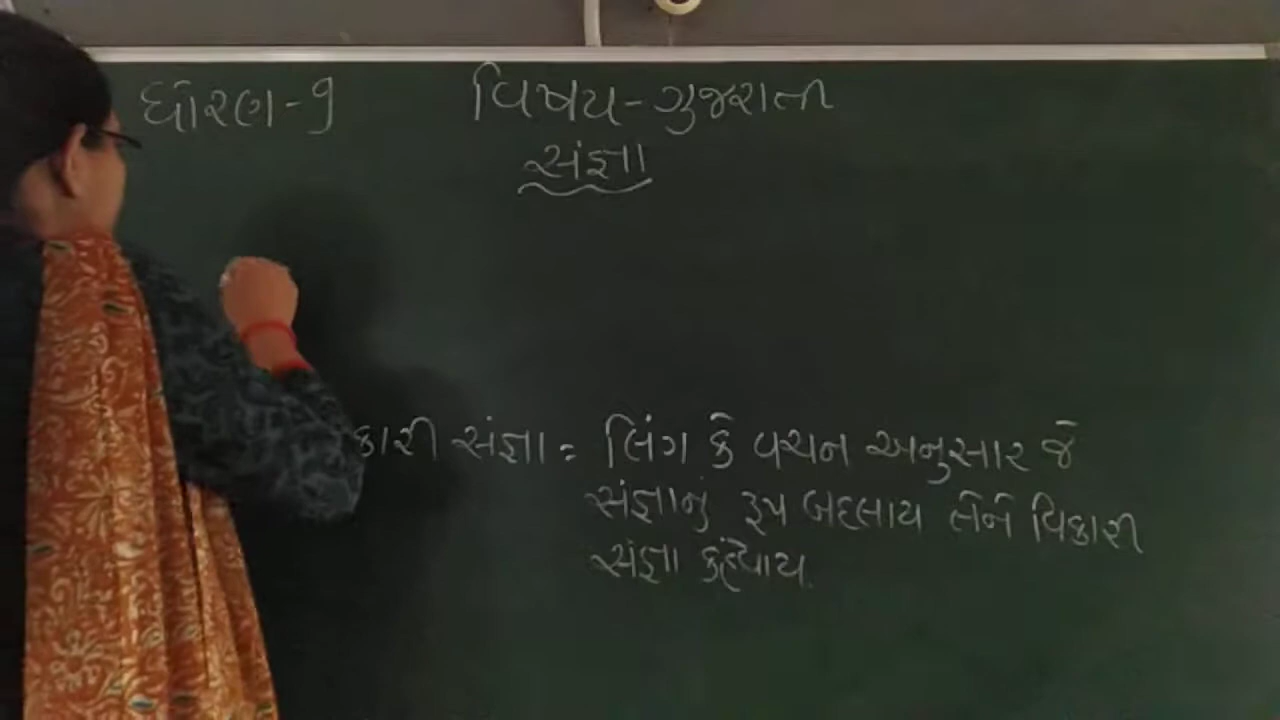 ધોરણ-9 વિષય-ગુજરાતી
સંજ્ઞા
કારી સંજ્ઞા = લિંગ કે વચન અનુસાર જે
સંજ્ઞાનું રૂપ બદલાય તેને વિકારી
સંજ્ઞા કહેવાય.